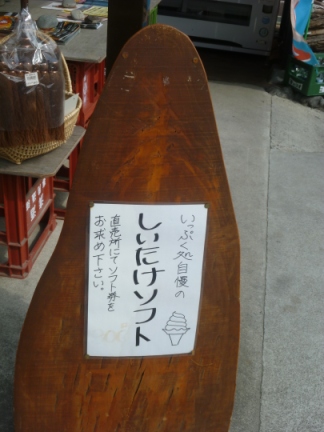 いっぷく処自慢の
しいたけソフト
直売所にてソフト券を
お求め下さい。